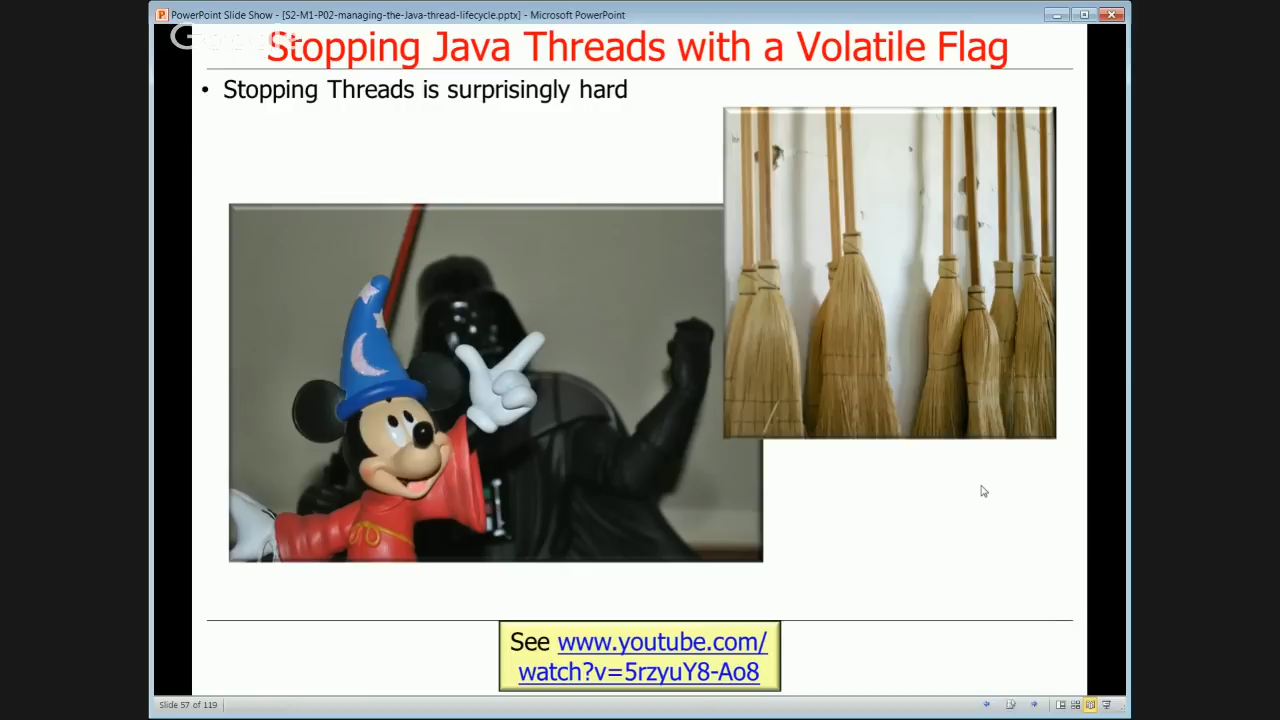 PowerPoint Slide Show - [S2-M1-P02-managing-the-Java-thread-lifecycle.pptx] - Microsoft PowerPoint
Google
Stopping Java Threads with a Volatile Flag
• Stopping Threads is surprisingly hard
See www.youtube.com/
watch?v=5rzyuY8-Ao8
Slide 57 of 119